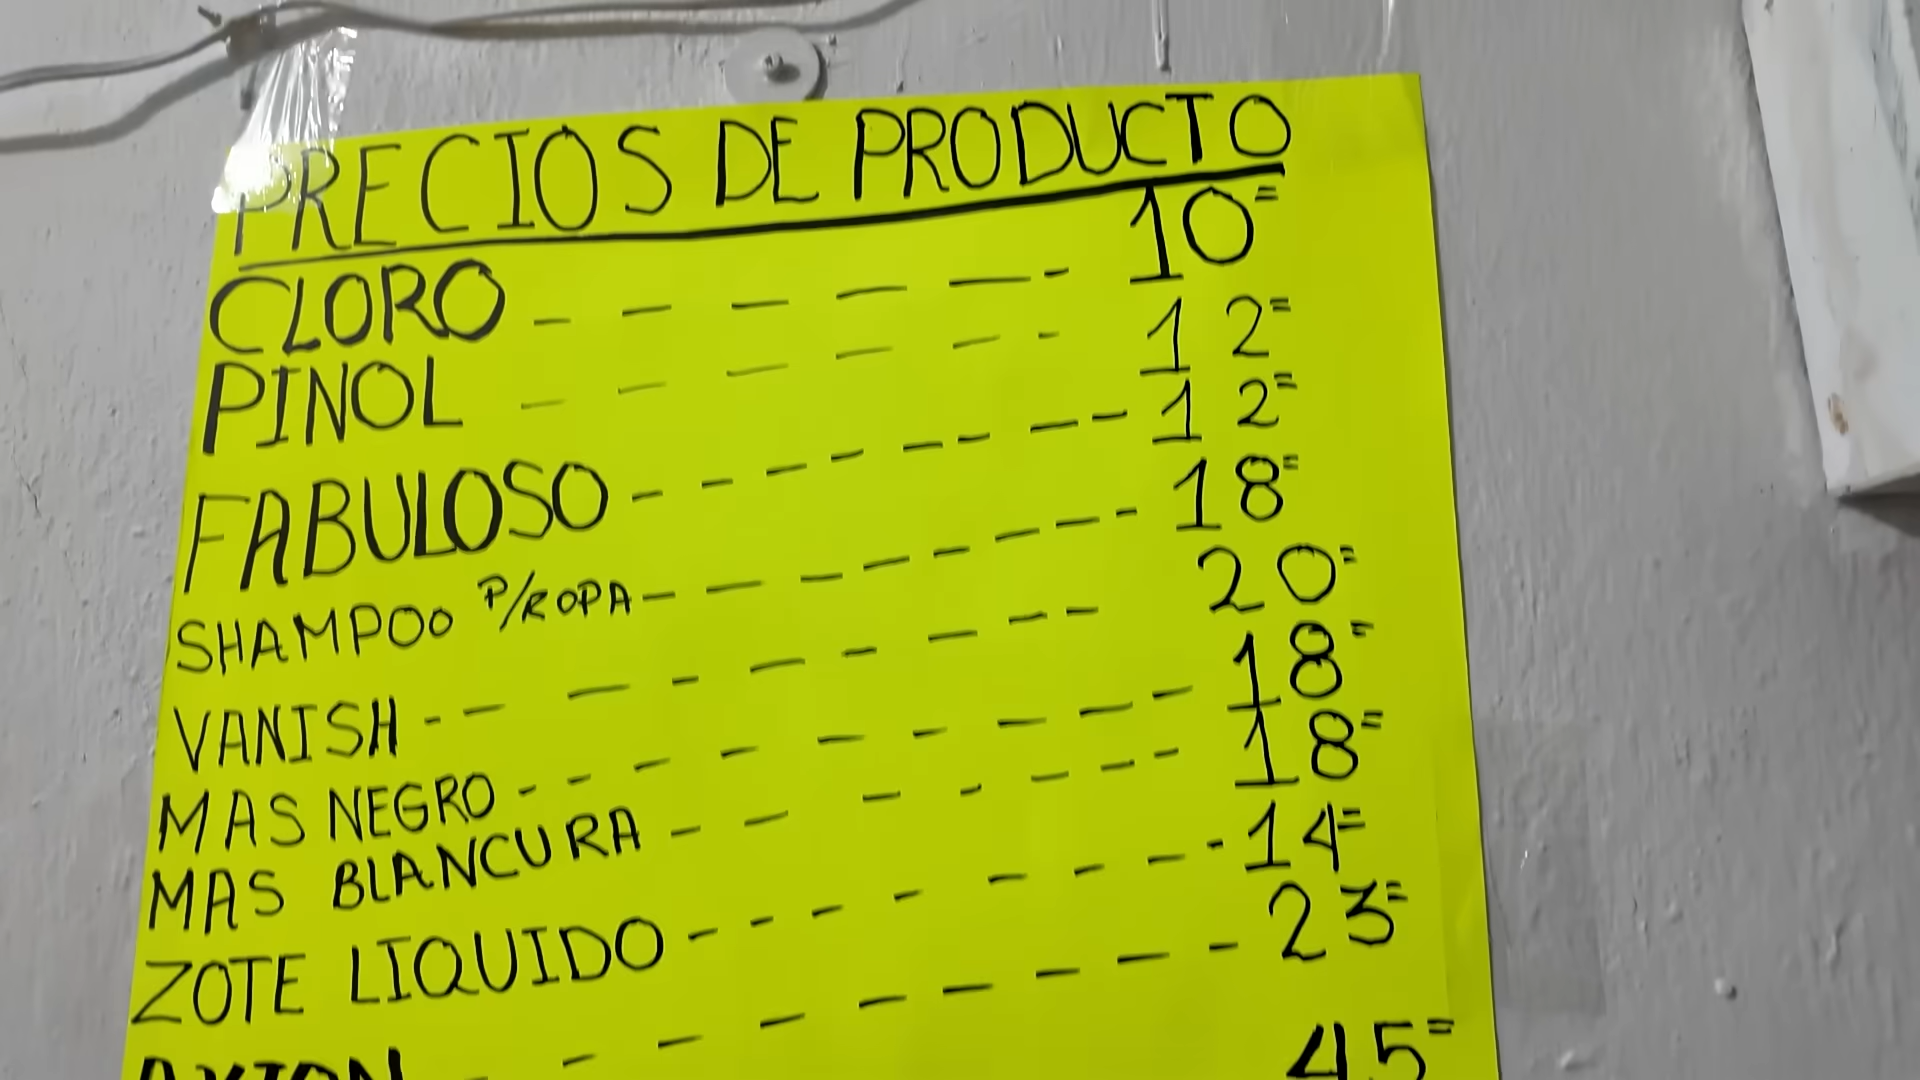 PRECIOS DE PRODUCTO
CLORO - - - - - - 10=
PINOL - - - - - - 12=
FABULOSO - - - - - - - - 12=
SHAMPOO P/ROPA - - - - - - - - 18=
VANISH - - - - - - - - - 20=
MAS NEGRO - - - - - - - - - 18=
MAS BLANCURA - - - - - - - 18=
ZOTE LIQUIDO - - - - - - - - 14=
AXION - - - - - - - - 23=
45=